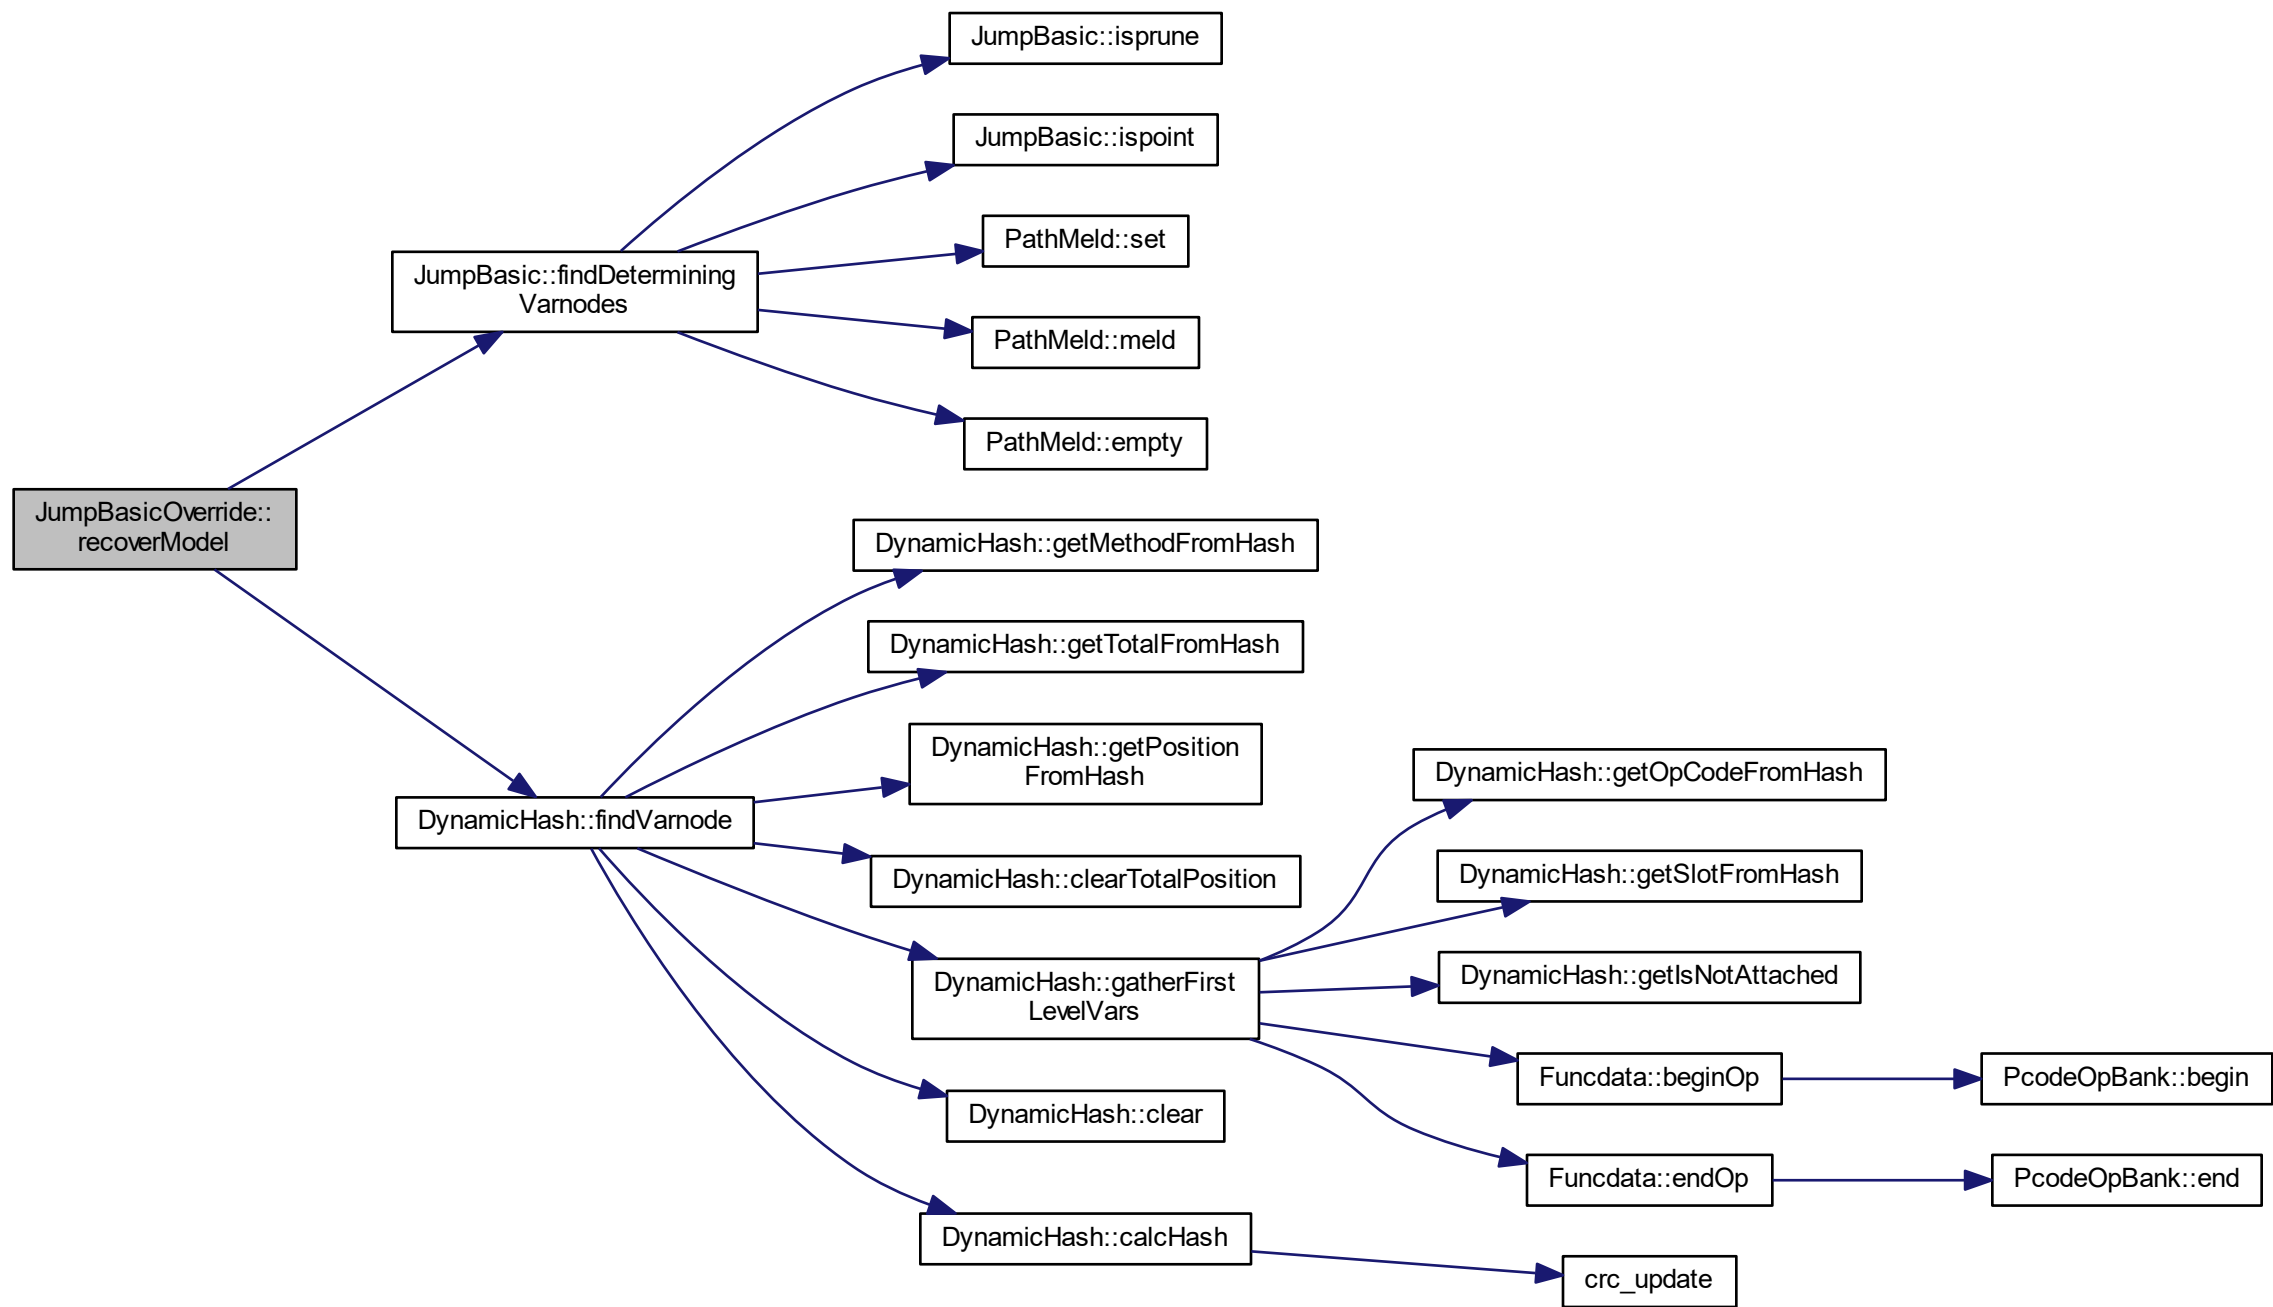 JumpBasic::isprune
JumpBasic::ispoint
PathMeld::set
JumpBasic::findDetermining
Varnodes
PathMeld::meld
PathMeld::empty
JumpBasicOverride::
recoverModel
DynamicHash::getMethodFromHash
DynamicHash::getTotalFromHash
DynamicHash::getPosition
FromHash
DynamicHash::getOpCodeFromHash
DynamicHash::findVarnode
DynamicHash::clearTotalPosition
DynamicHash::getSlotFromHash
DynamicHash::gatherFirst
LevelVars
DynamicHash::getIsNotAttached
Funcdata::beginOp
PcodeOpBank::begin
DynamicHash::clear
Funcdata::endOp
PcodeOpBank::end
DynamicHash::calcHash
crc_update